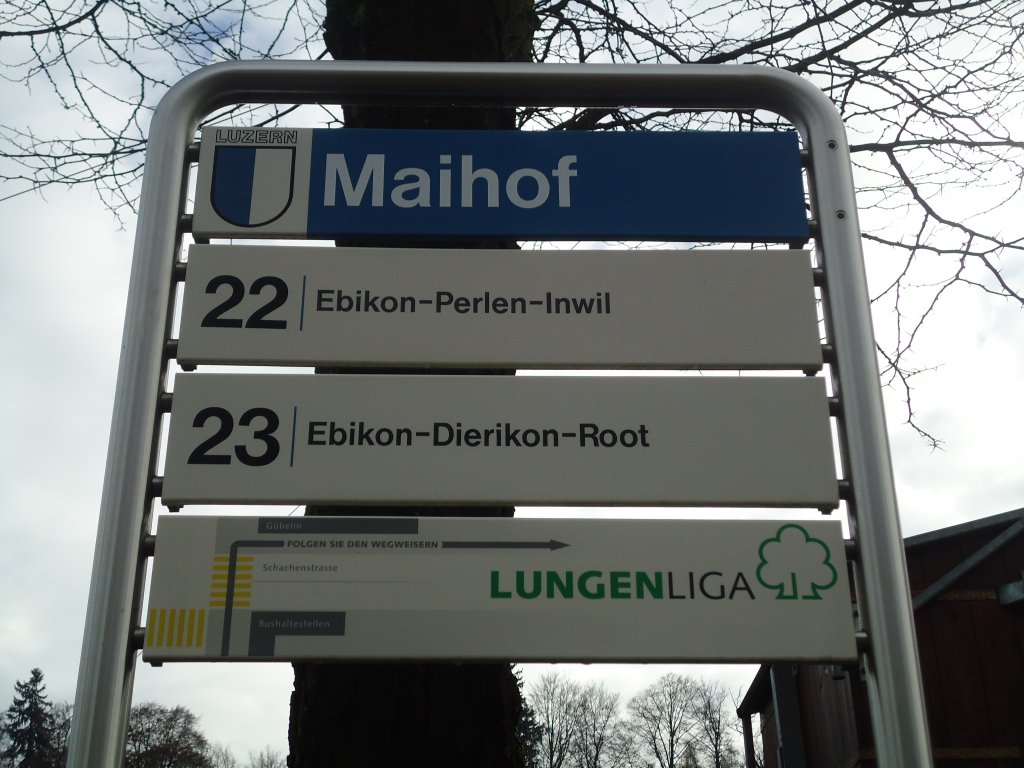 LUZERN
Maihof
22 Ebikon-Perlen-Inwil
23 Ebikon-Dierikon-Root
Gübelin
FOLGEN SIE DEN WEGWEISERN
Schachenstrasse
LUNGENLIGA
Bushaltestellen